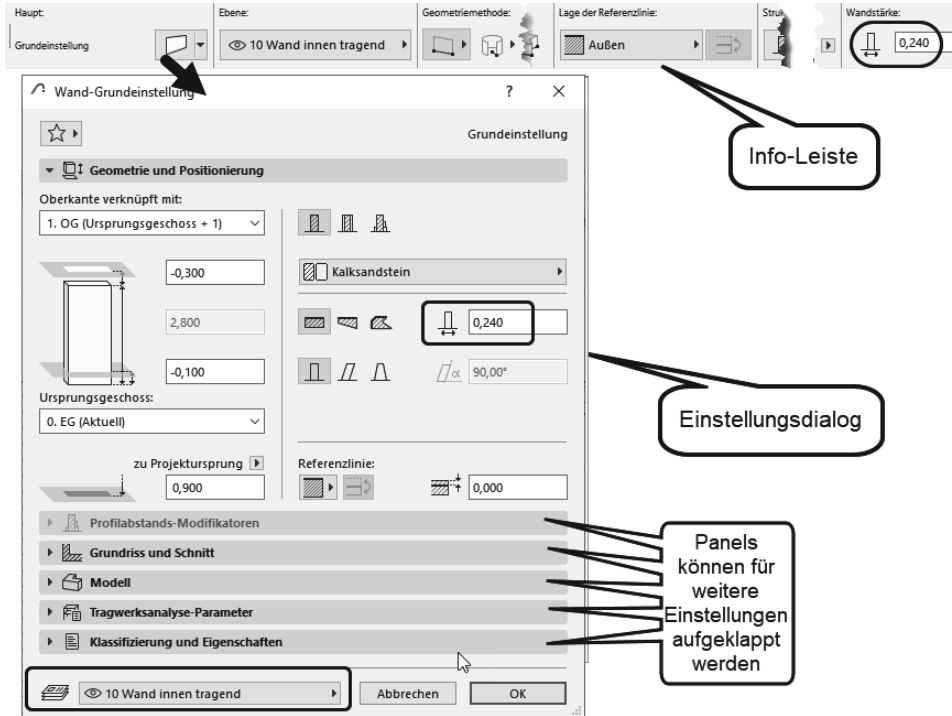 Haupt:
Ebene:
Geometriemethode:
Lage der Referenzlinie:
Struk
Wandstärke:
Grundeinstellung
10 Wand innen tragend
Außen
0,240
Info-Leiste
Wand-Grundeinstellung
?
Grundeinstellung
Geometrie und Positionierung
Oberkante verknüpft mit:
1. OG (Ursprungsgeschoss + 1)
-0,300
2,800
-0,100
Kalksandstein
0,240
α 90,00°
Ursprungsgeschoss:
0. EG (Aktuell)
zu Projektursprung
0,900
Referenzlinie:
0,000
Einstellungsdialog
Profilabstands-Modifikatoren
Grundriss und Schnitt
Modell
Tragwerksanalyse-Parameter
Klassifizierung und Eigenschaften
Panels
können für
weitere
Einstellungen
aufgeklappt
werden
10 Wand innen tragend
Abbrechen
OK